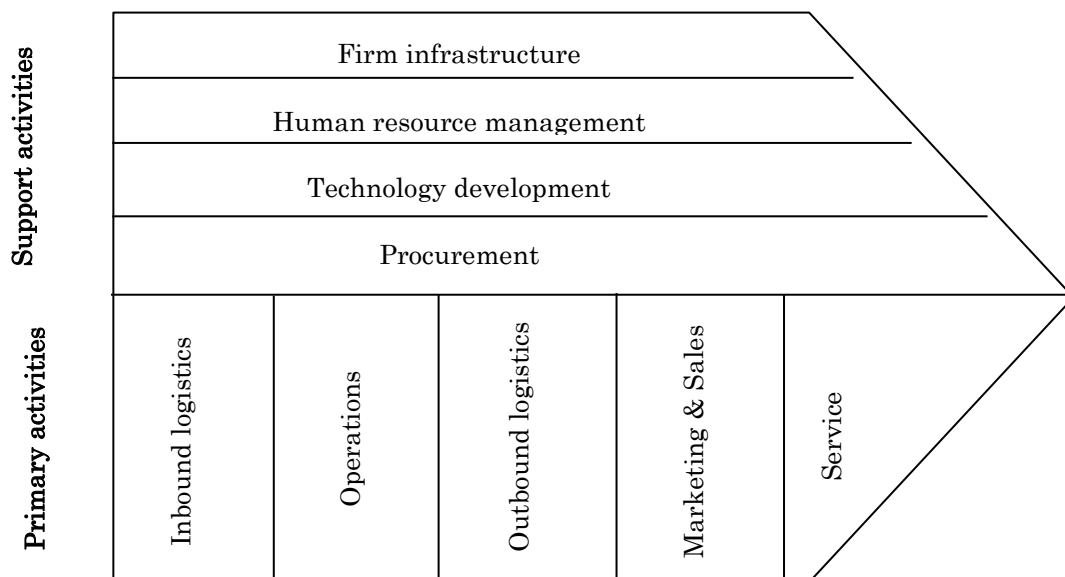 Support activities
Firm infrastructure
Human resource management
Technology development
Procurement
Primary activities
Inbound logistics
Operations
Outbound logistics
Marketing & Sales
Service